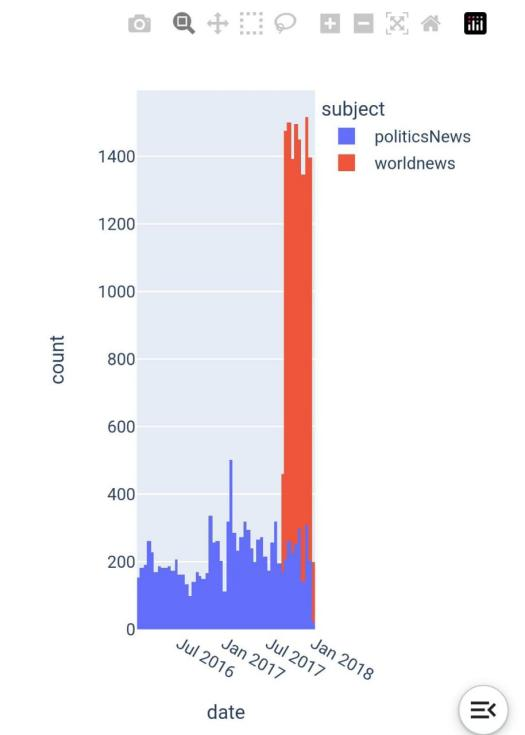 subject
politicsNews
worldnews
1400
1200
1000
800
600
400
200
0
count
Jul 2016
Jan 2017
Jul 2017
Jan 2018
date